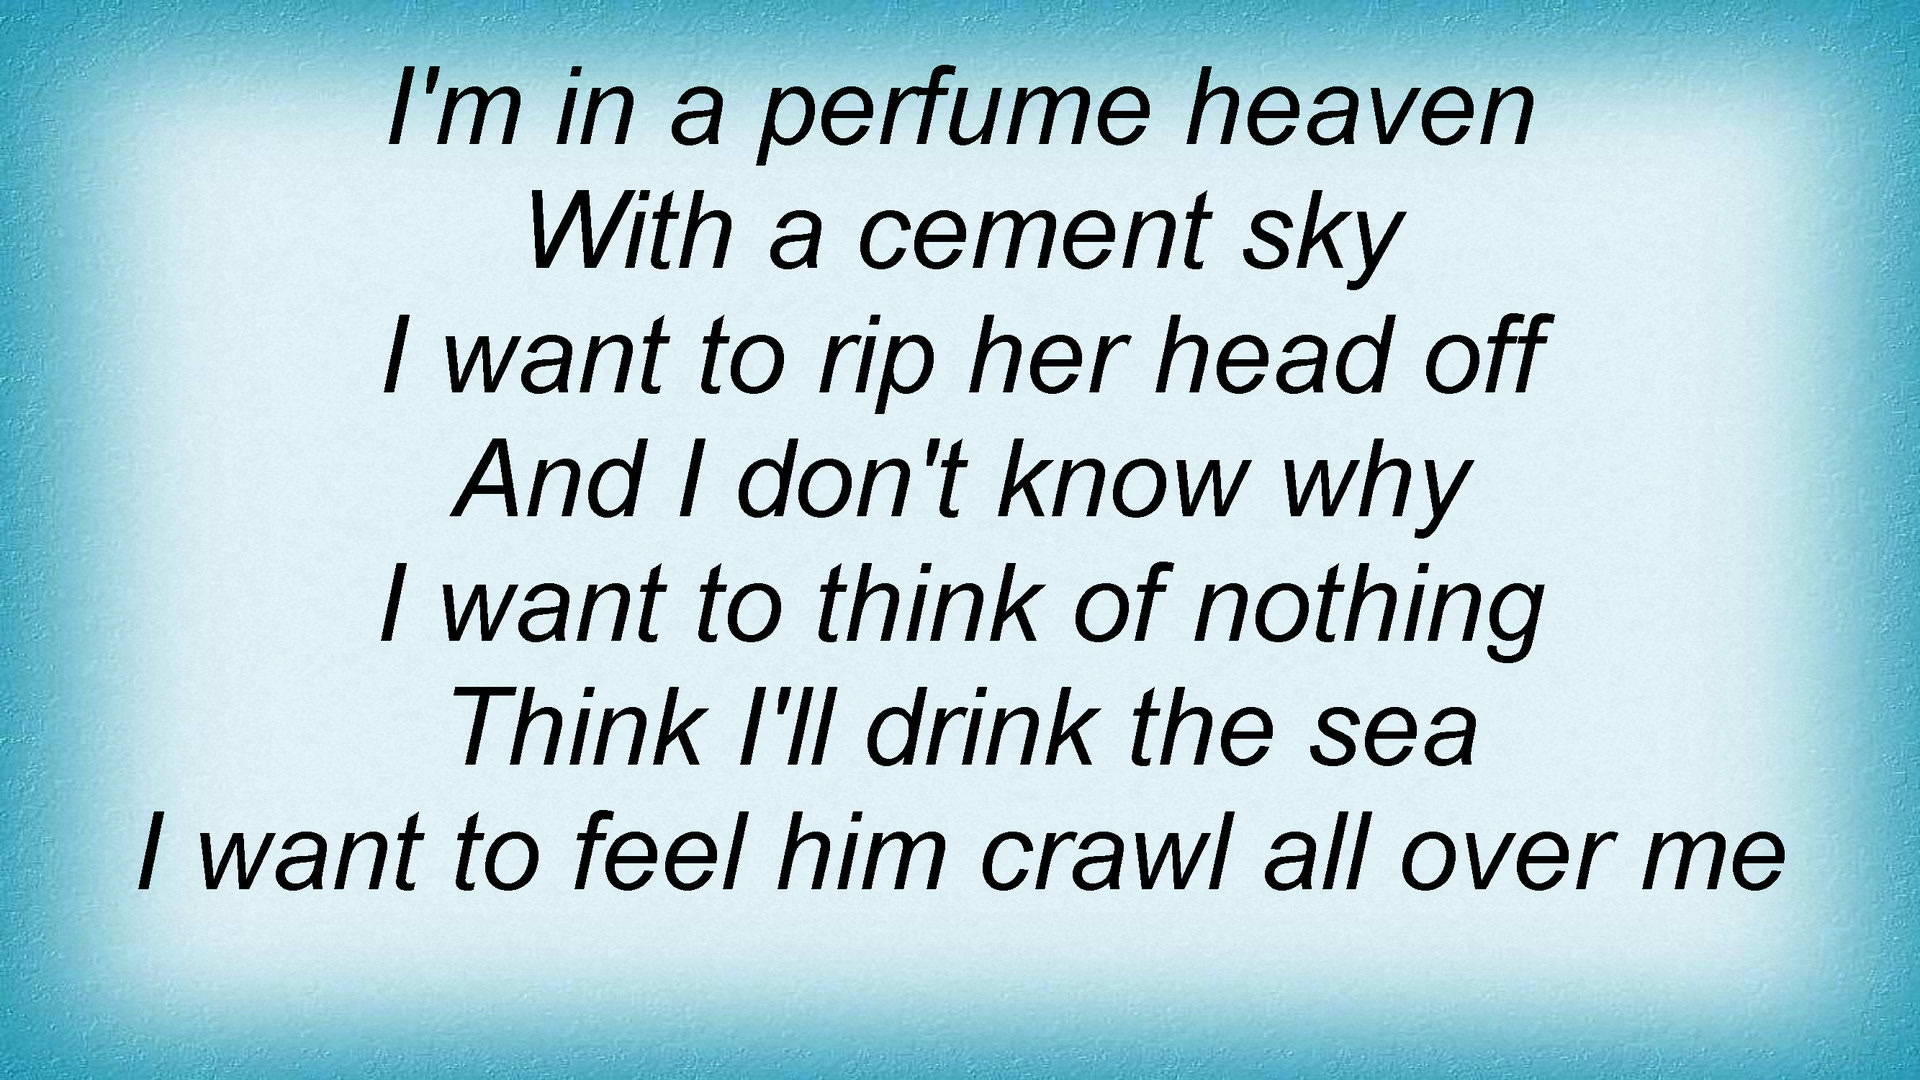 I'm in a perfume heaven
With a cement sky
I want to rip her head off
And I don't know why
I want to think of nothing
Think I'll drink the sea
I want to feel him crawl all over me